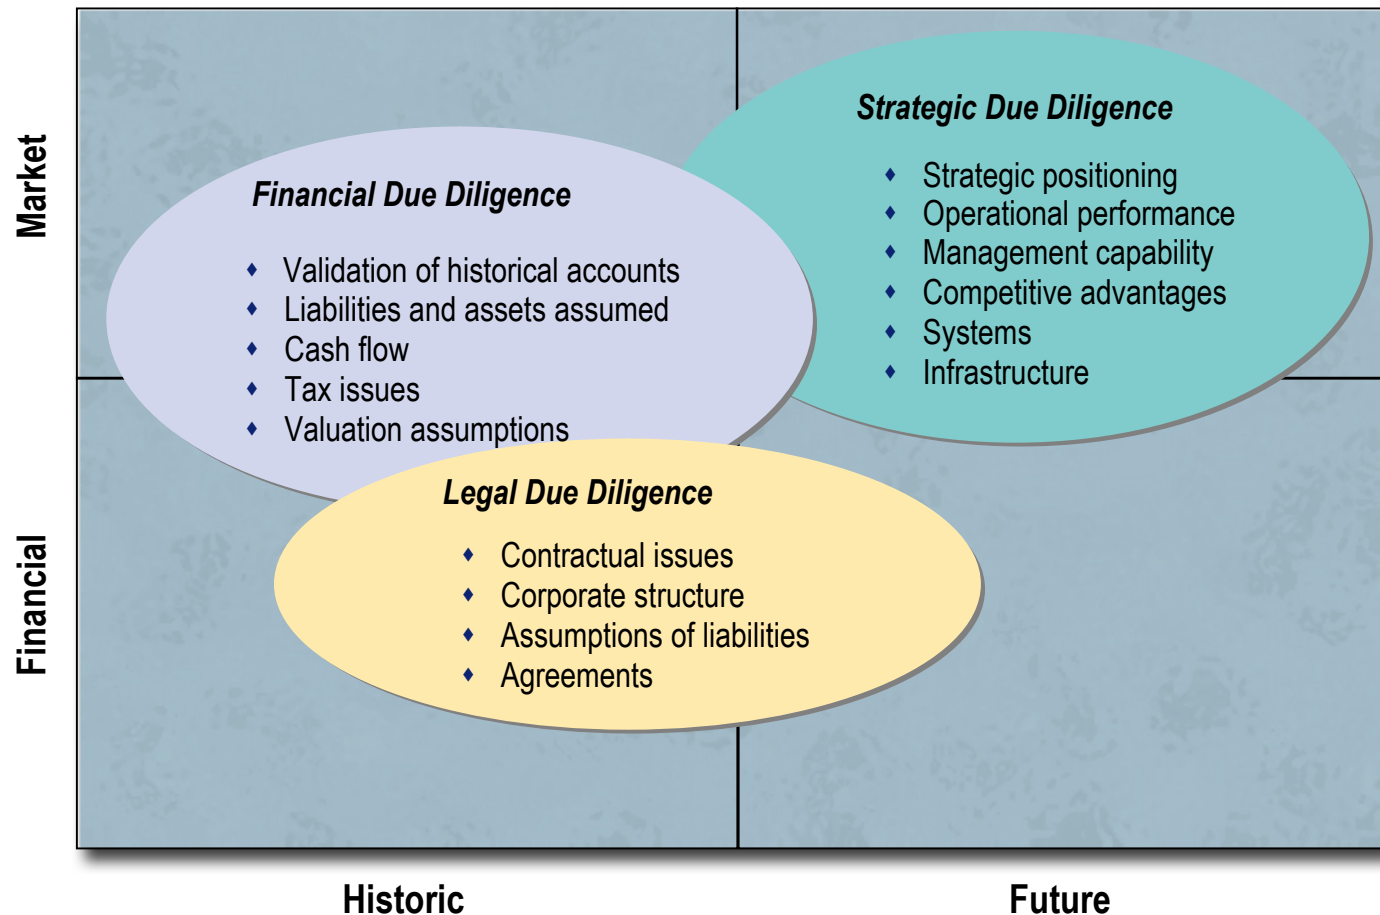 Market
Financial
Strategic Due Diligence
Strategic positioning
Operational performance
Management capability
Competitive advantages
Systems
Infrastructure
Financial Due Diligence
Validation of historical accounts
Liabilities and assets assumed
Cash flow
Tax issues
Valuation assumptions
Legal Due Diligence
Contractual issues
Corporate structure
Assumptions of liabilities
Agreements
Historic
Future